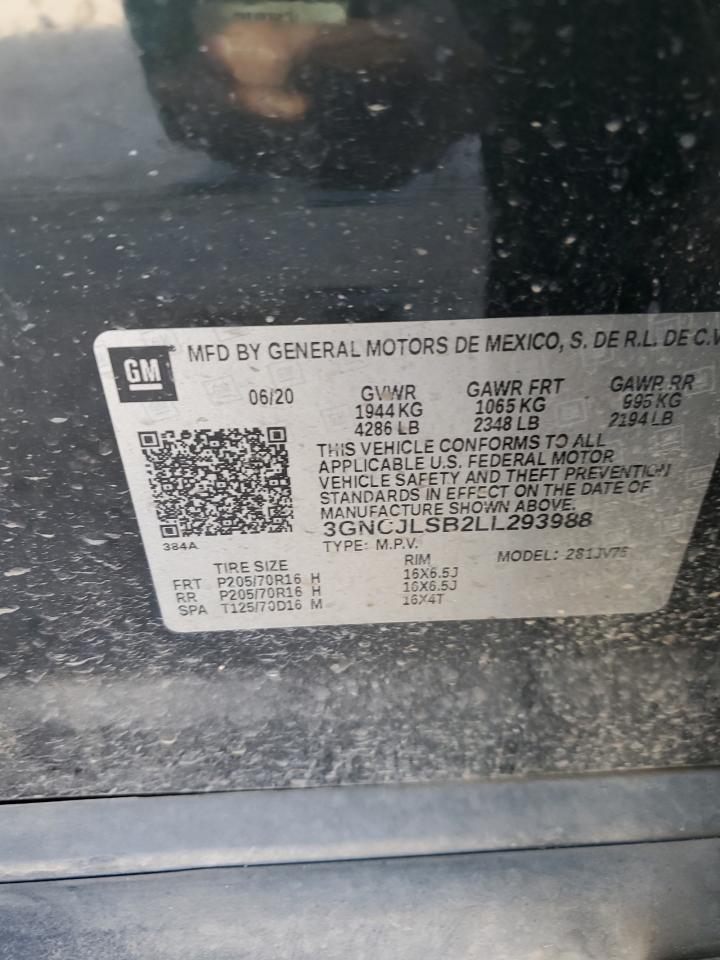 GM
MFD BY GENERAL MOTORS DE MEXICO, S. DE R.L. DE C.V
06/20
GVWR GAWR FRT GAWR RR
1944 KG 1065 KG 995 KG
4286 LB 2348 LB 2194 LB
THIS VEHICLE CONFORMS TO ALL
APPLICABLE U.S. FEDERAL MOTOR
VEHICLE SAFETY AND THEFT PREVENTION
STANDARDS IN EFFECT ON THE DATE OF
MANUFACTURE SHOWN ABOVE.
3GNCJLSB2LL293988
384A
TYPE: M.P.V. MODEL: 281JV76
TIRE SIZE RIM
FRT P205/70R16 H 16X6.5J
RR P205/70R16 H 16X6.5J
SPA T125/70D16 M 16X4T